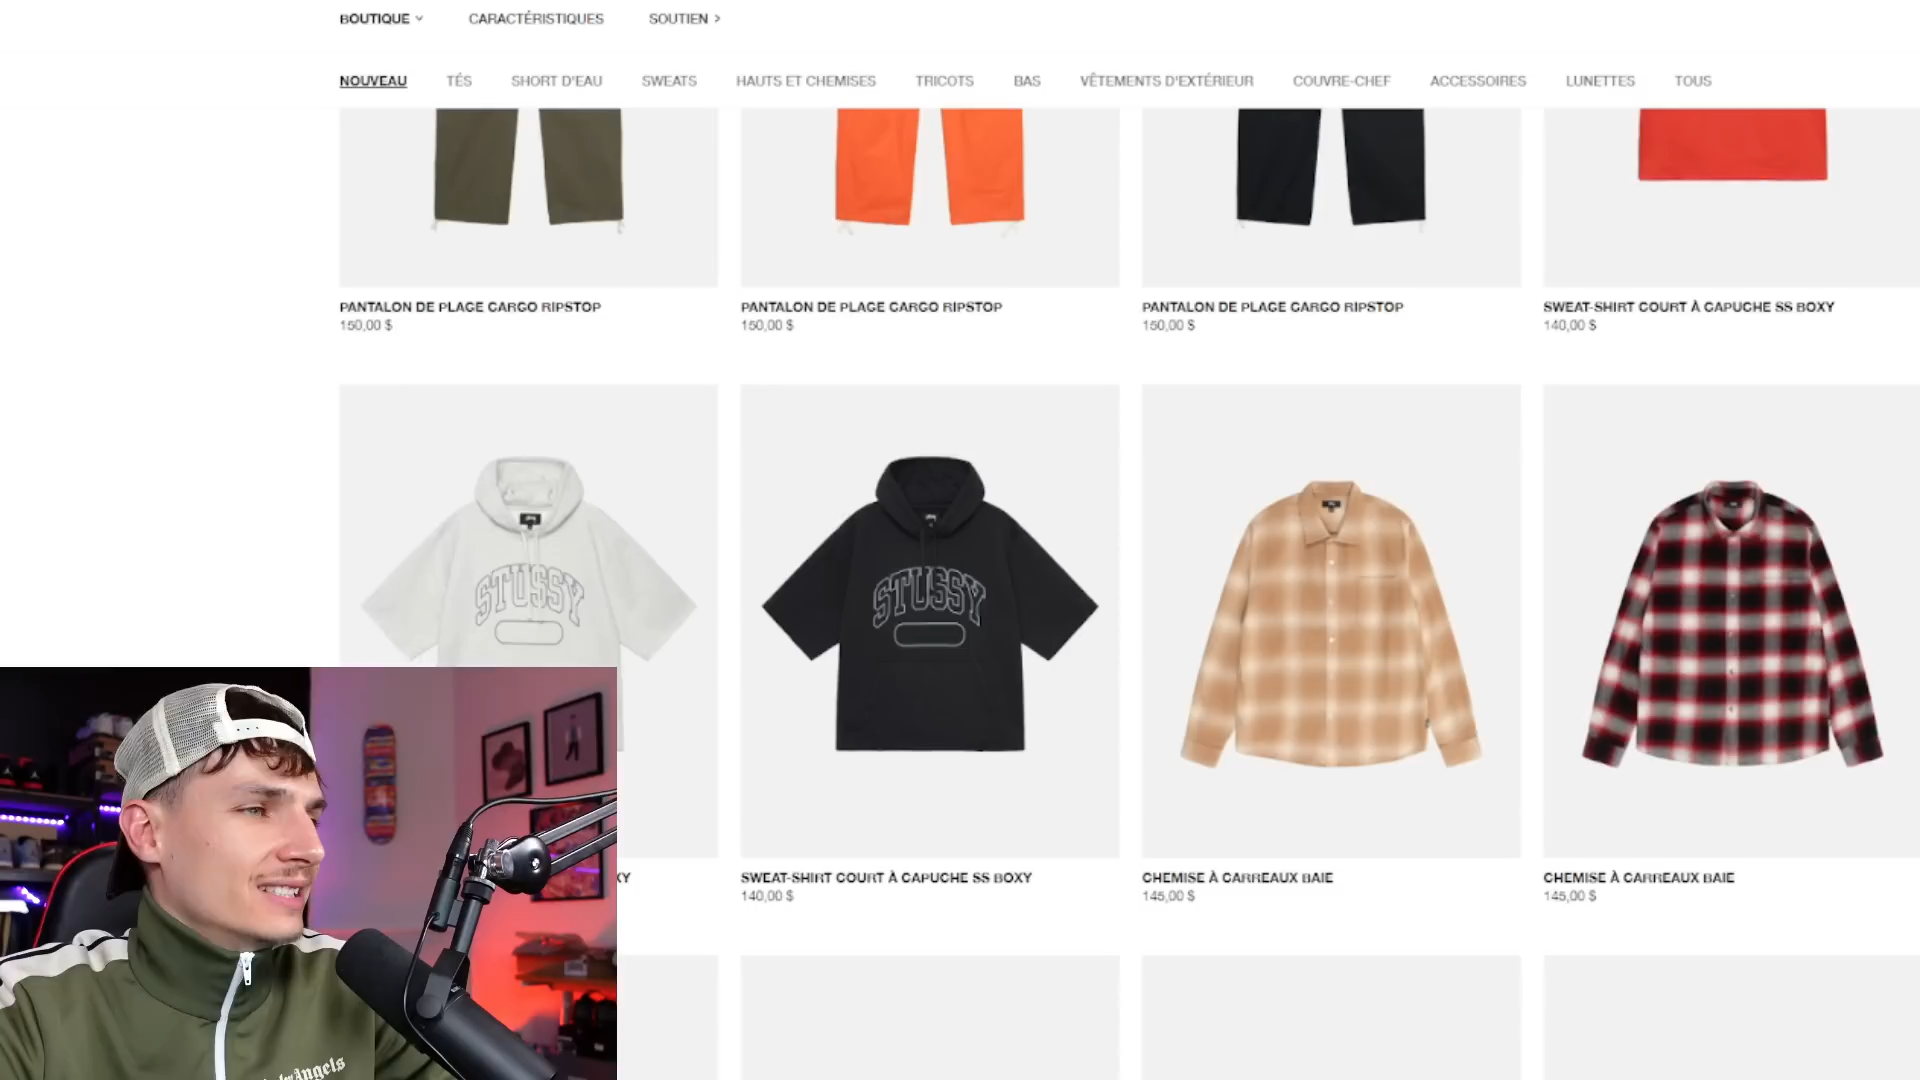 BOUTIQUE CARACTÉRISTIQUES SOUTIEN >
NOUVEAU TÉS SHORT D'EAU SWEATS HAUTS ET CHEMISES TRICOTS BAS VÊTEMENTS D'EXTÉRIEUR COUVRE-CHEF ACCESSOIRES LUNETTES TOUS
PANTALON DE PLAGE CARGO RIPSTOP
150,00 $
PANTALON DE PLAGE CARGO RIPSTOP
150,00 $
PANTALON DE PLAGE CARGO RIPSTOP
150,00 $
SWEAT-SHIRT COURT À CAPUCHE SS BOXY
140,00 $
STUSSY
STUSSY
XY
SWEAT-SHIRT COURT À CAPUCHE SS BOXY
140,00 $
CHEMISE À CARREAUX BAIE
145,00 $
CHEMISE À CARREAUX BAIE
145,00 $
Angels